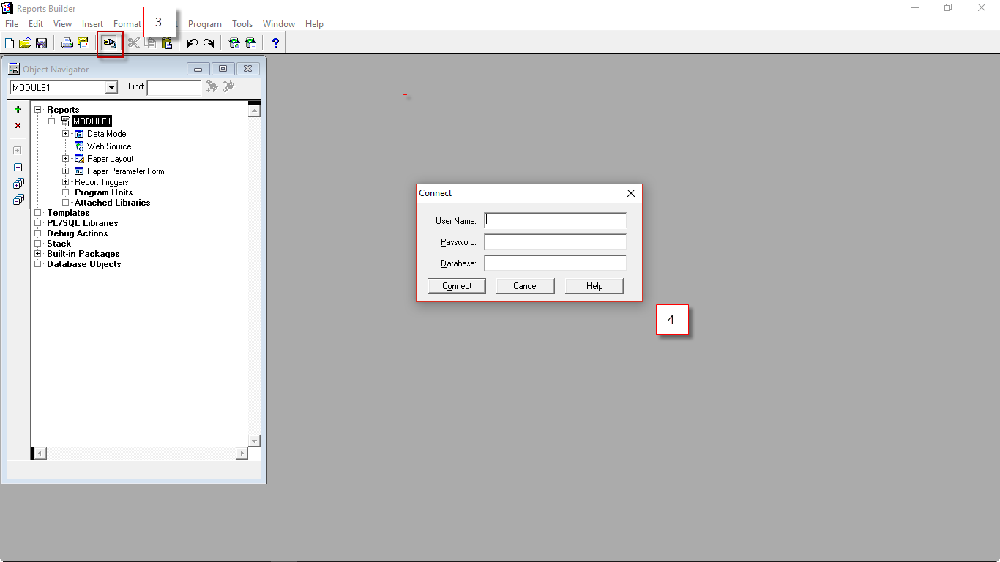 Reports Builder
3
File Edit View Insert Format Program Tools Window Help
Object Navigator
MODULE1 Find:
Reports
MODULE1
Data Model
Web Source
Paper Layout
Paper Parameter Form
Report Triggers
Program Units
Attached Libraries
Templates
PL/SQL Libraries
Debug Actions
Stack
Built-in Packages
Database Objects
Connect
User Name:
Password:
Database:
Connect Cancel Help
4